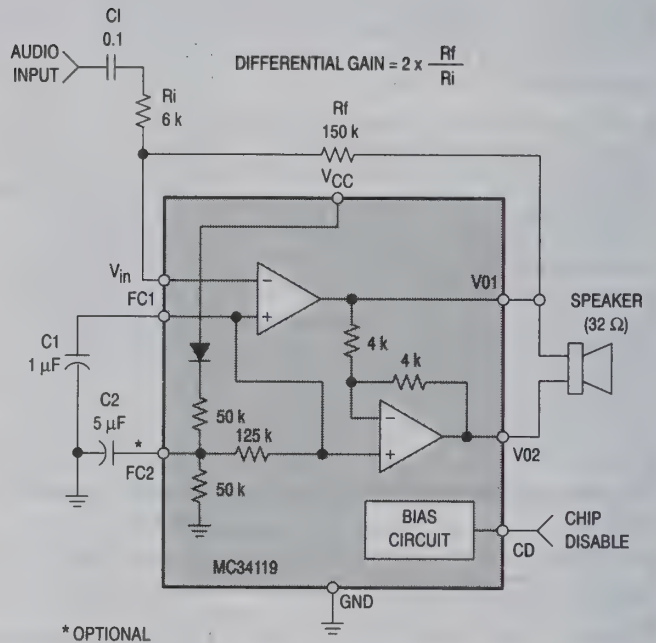 CI
0.1
AUDIO
INPUT
DIFFERENTIAL GAIN = 2 x Rf
Ri
Ri
6 k
Rf
150 k
VCC
Vin
FC1
V01
SPEAKER
(32 Ω)
C1
1 µF
4 k
4 k
C2
5 µF
*
FC2
50 k
125 k
50 k
V02
BIAS
CIRCUIT
CD
CHIP
DISABLE
MC34119
GND
* OPTIONAL